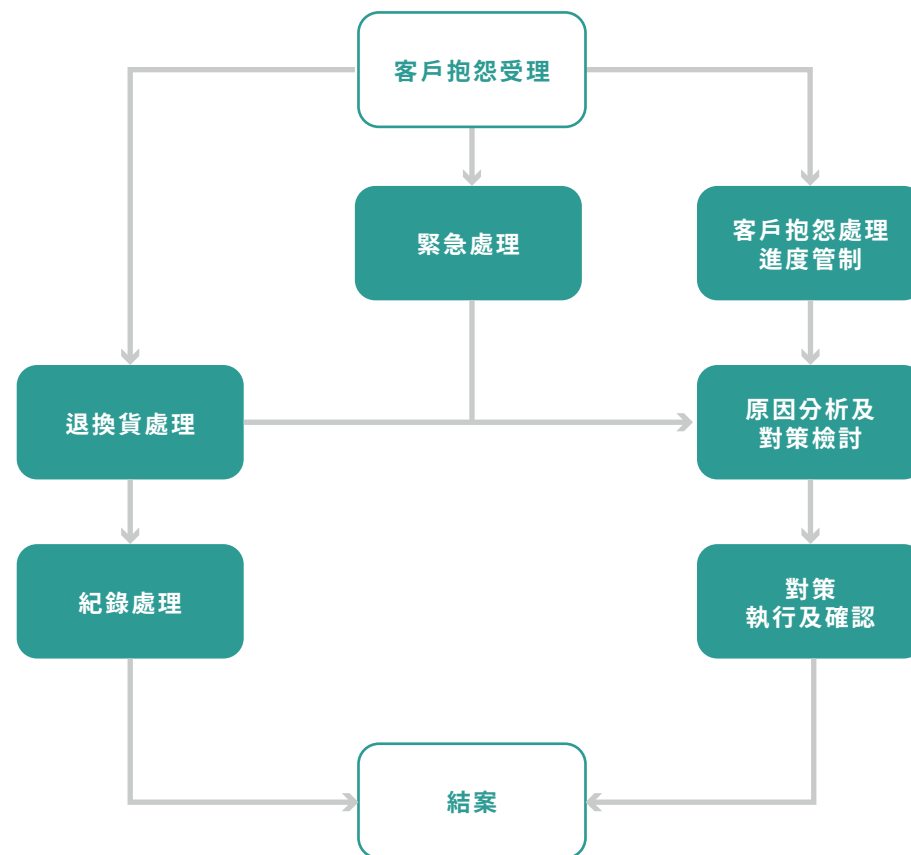 客戶抱怨受理
緊急處理
客戶抱怨處理
進度管制
退換貨處理
原因分析及
對策檢討
紀錄處理
對策
執行及確認
結案